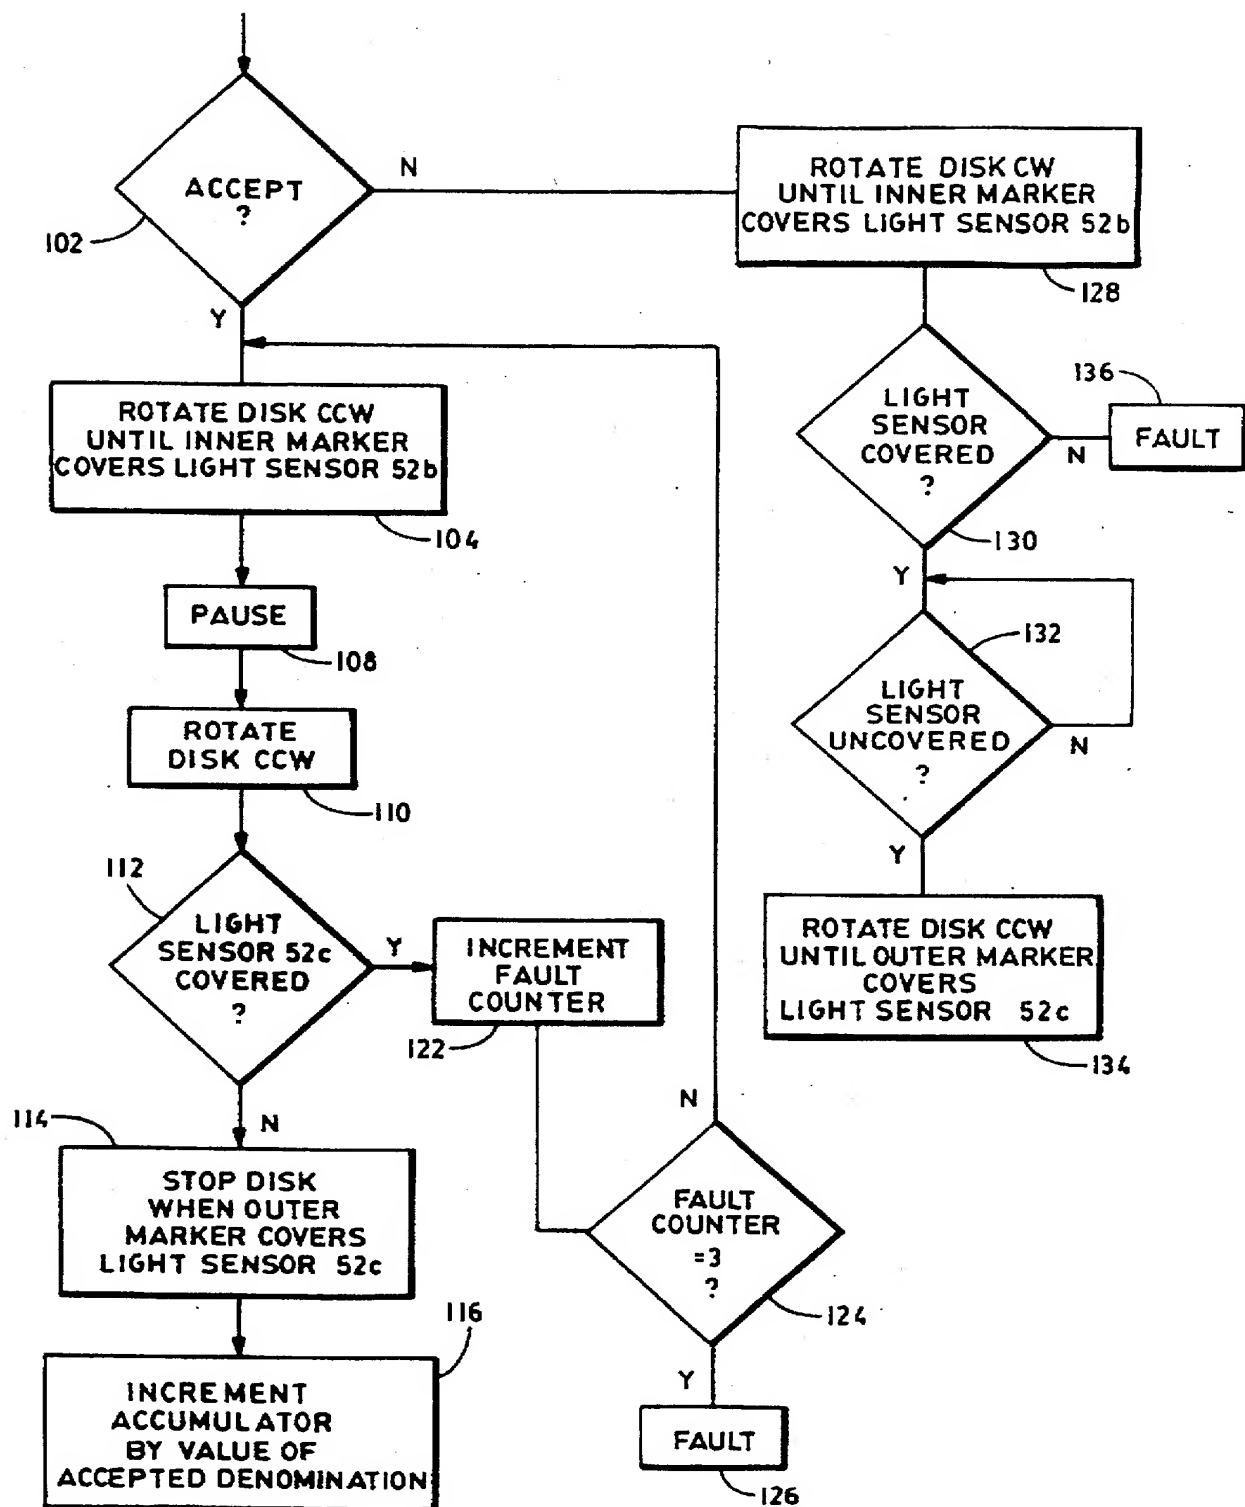 ACCEPT
?
102
N
Y
ROTATE DISK CCW
UNTIL INNER MARKER
COVERS LIGHT SENSOR 52b
104
PAUSE
108
ROTATE
DISK CCW
110
112
LIGHT
SENSOR 52c
COVERED
?
Y
N
INCREMENT
FAULT
COUNTER
122
114
STOP DISK
WHEN OUTER
MARKER COVERS
LIGHT SENSOR 52c
116
INCREMENT
ACCUMULATOR
BY VALUE OF
ACCEPTED DENOMINATION
N
FAULT
COUNTER
=3
?
124
Y
FAULT
126
ROTATE DISK CW
UNTIL INNER MARKER
COVERS LIGHT SENSOR 52b
128
LIGHT
SENSOR
COVERED
?
130
N
136
FAULT
Y
132
LIGHT
SENSOR
UNCOVERED
?
N
Y
ROTATE DISK CCW
UNTIL OUTER MARKER
COVERS
LIGHT SENSOR 52c
134